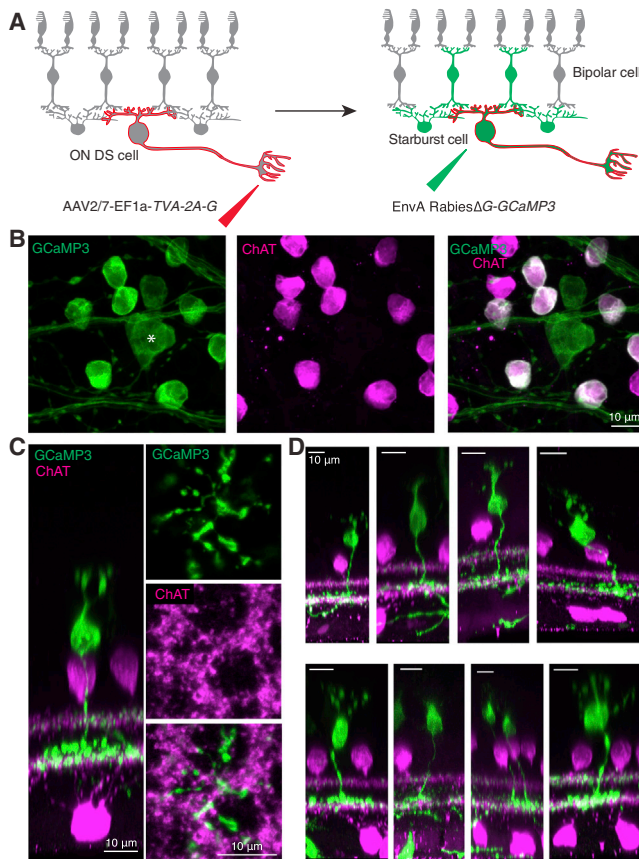 A
Bipolar cell
ON DS cell
Starburst cell
AAV2/7-EF1a-TVA-2A-G
EnvA RabiesΔG-GCaMP3
B
GCaMP3
ChAT
GCaMP3
ChAT
*
10 µm
C
GCaMP3
ChAT
GCaMP3
ChAT
10 µm
10 µm
D
10 µm